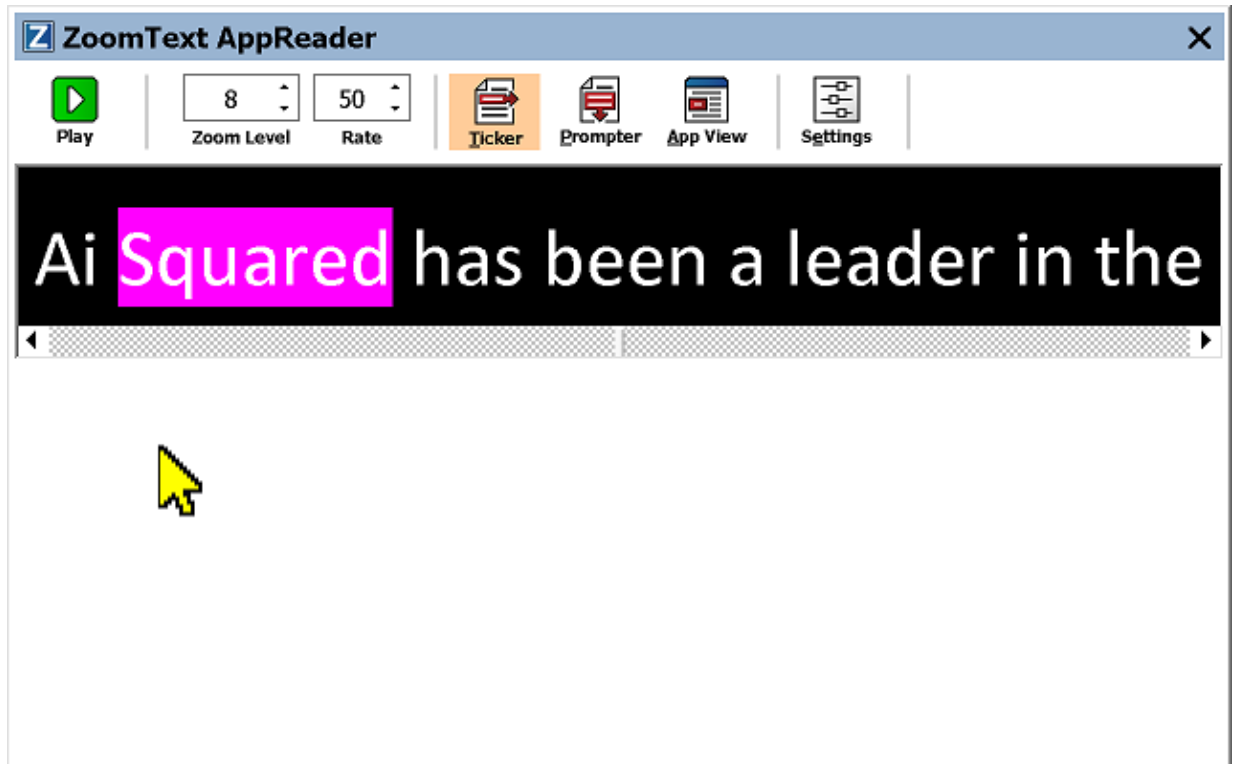 Z ZoomText AppReader
8 50
Play Zoom Level Rate Ticker Prompter App View Settings
Ai Squared has been a leader in the